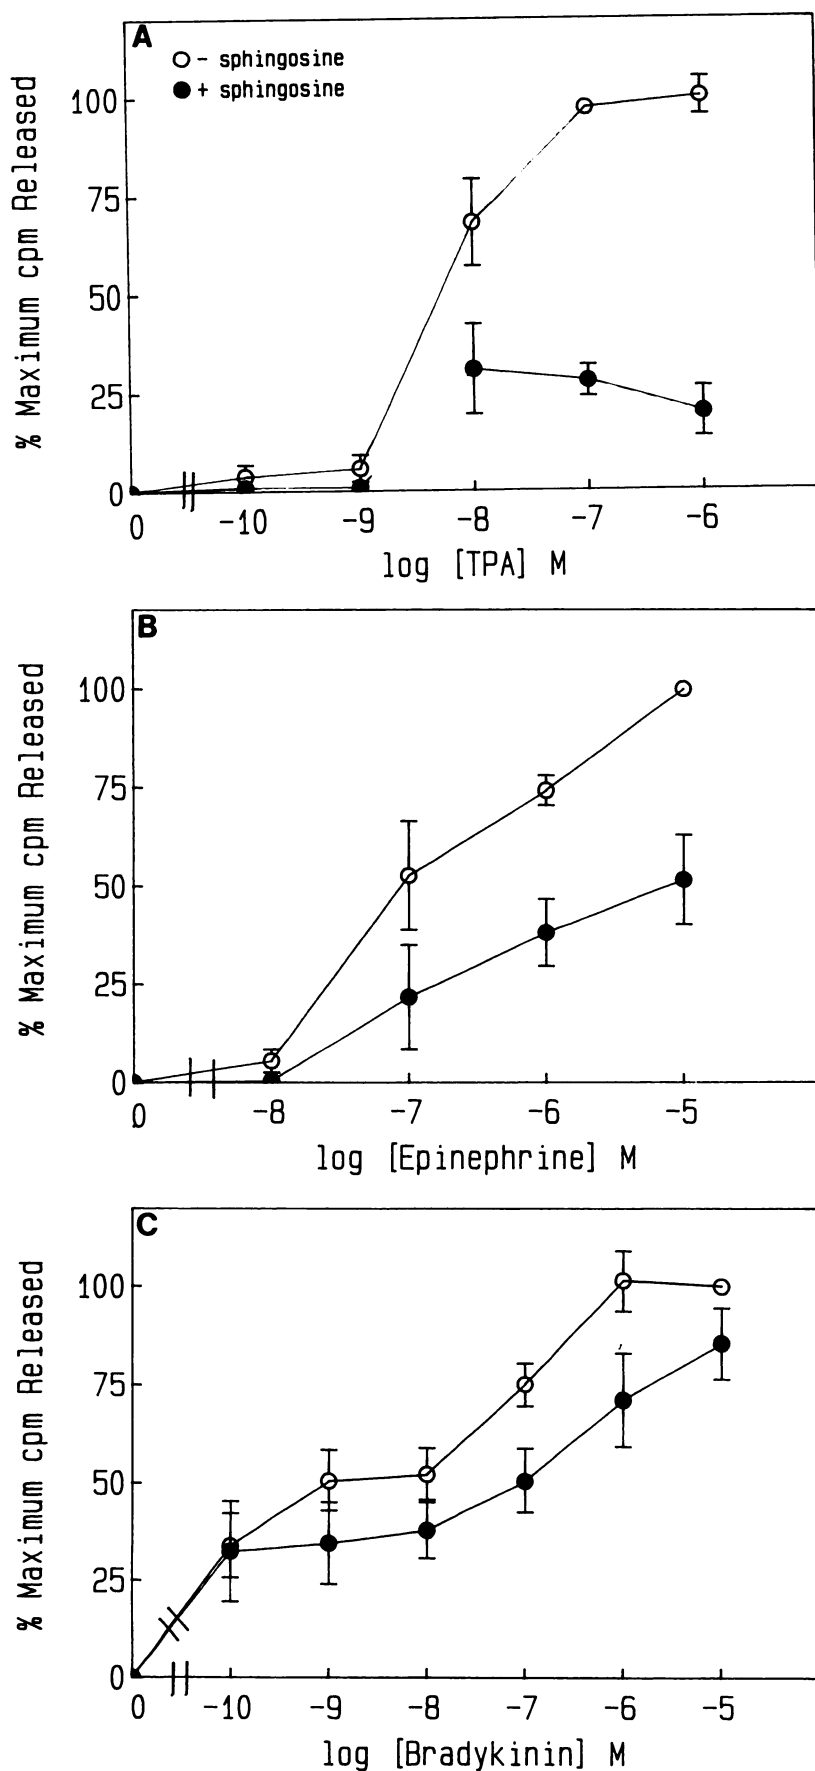 A
- sphingosine
+ sphingosine
% Maximum cpm Released
100
75
50
25
0
0 -10 -9 -8 -7 -6
log [TPA] M
B
% Maximum cpm Released
100
75
50
25
0
0 -8 -7 -6 -5
log [Epinephrine] M
C
% Maximum cpm Released
100
75
50
25
0
0 -10 -9 -8 -7 -6 -5
log [Bradykinin] M